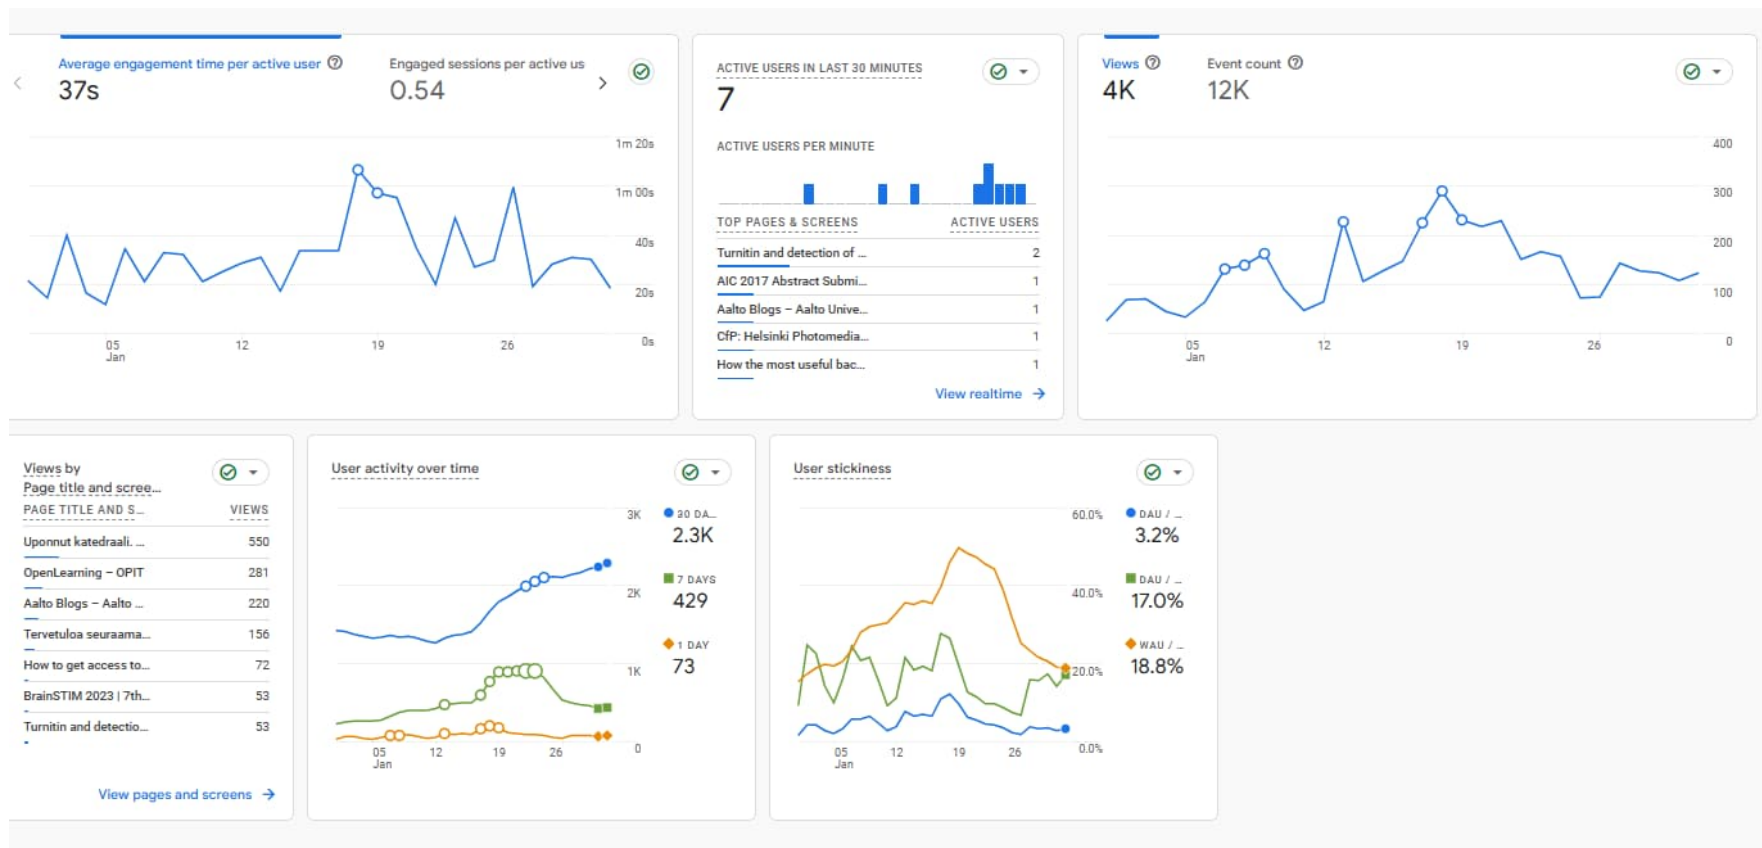 Average engagement time per active user
37s
Engaged sessions per active us
0.54
1m 20s
1m 00s
40s
20s
0s
05
Jan
12
19
26
ACTIVE USERS IN LAST 30 MINUTES
7
ACTIVE USERS PER MINUTE
TOP PAGES & SCREENS ACTIVE USERS
Turnitin and detection of ... 2
AIC 2017 Abstract Submi... 1
Aalto Blogs – Aalto Unive... 1
CfP: Helsinki Photomedia... 1
How the most useful bac... 1
View realtime
Views
4K
Event count
12K
400
300
200
100
0
05
Jan
12
19
26
Views by
Page title and scree...
PAGE TITLE AND S... VIEWS
Uponnut katedraali. ... 550
OpenLearning – OPIT 281
Aalto Blogs – Aalto ... 220
Tervetuloa seuraama... 156
How to get access to... 72
BrainSTIM 2023 | 7th... 53
Turnitin and detectio... 53
View pages and screens
User activity over time
3K
2K
1K
0
05
Jan
12
19
26
30 DA...
2.3K
7 DAYS
429
1 DAY
73
User stickiness
60.0%
40.0%
20.0%
0.0%
05
Jan
12
19
26
DAU / ...
3.2%
DAU / ...
17.0%
WAU / ...
18.8%